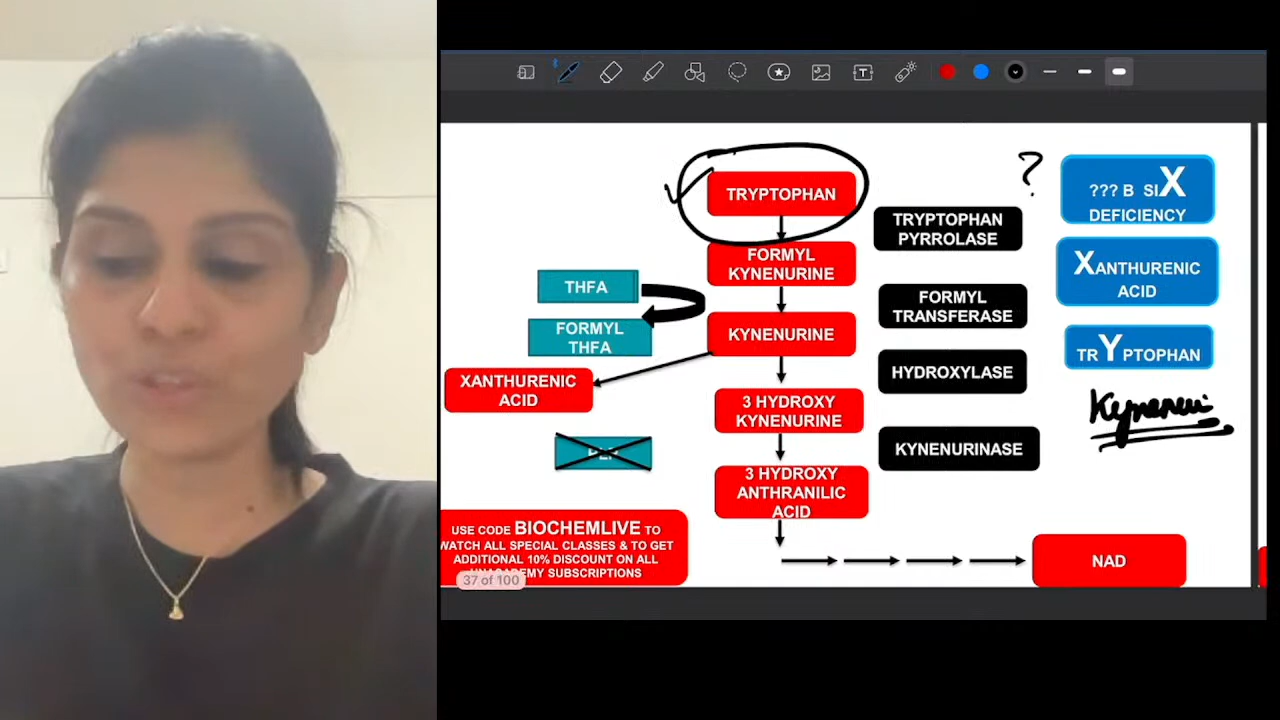 TRYPTOPHAN
FORMYL
KYNENURINE
KYNENURINE
3 HYDROXY
KYNENURINE
3 HYDROXY
ANTHRANILIC
ACID
THFA
FORMYL
THFA
XANTHURENIC
ACID
TRYPTOPHAN
PYRROLASE
FORMYL
TRANSFERASE
HYDROXYLASE
KYNENURINASE
?
??? B SIX
DEFICIENCY
XANTHURENIC
ACID
TRYPTOPHAN
NAD
USE CODE BIOCHEMLIVE TO
WATCH ALL SPECIAL CLASSES & TO GET
ADDITIONAL 10% DISCOUNT ON ALL
SUBSCRIPTIONS
37 of 100